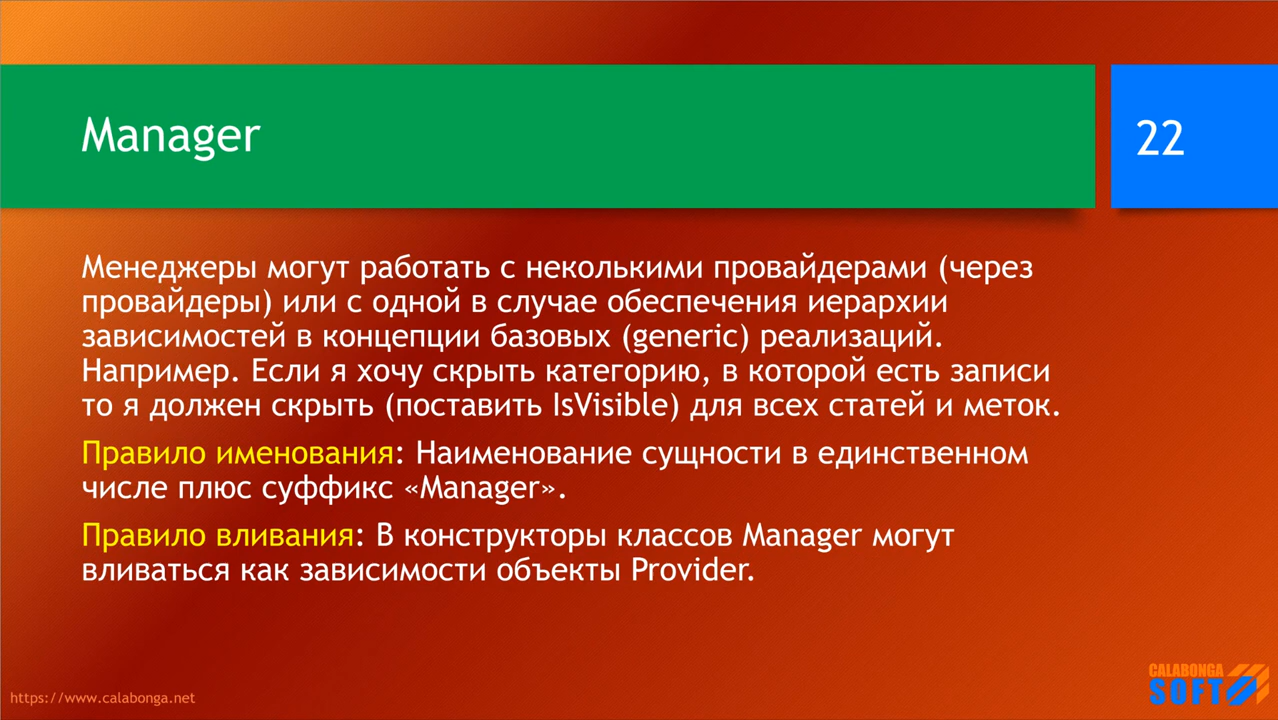 Manager
22
Менеджеры могут работать с неколькими провайдерами (через
провайдеры) или с одной в случае обеспечения иерархии
зависимостей в концепции базовых (generic) реализаций.
Например. Если я хочу скрыть категорию, в которой есть записи
то я должен скрыть (поставить IsVisible) для всех статей и меток.
Правило именования: Наименование сущности в единственном
числе плюс суффикс «Manager».
Правило вливания: В конструкторы классов Manager могут
вливаться как зависимости объекты Provider.
https://www.calabonga.net
CALABONGA
SOFT